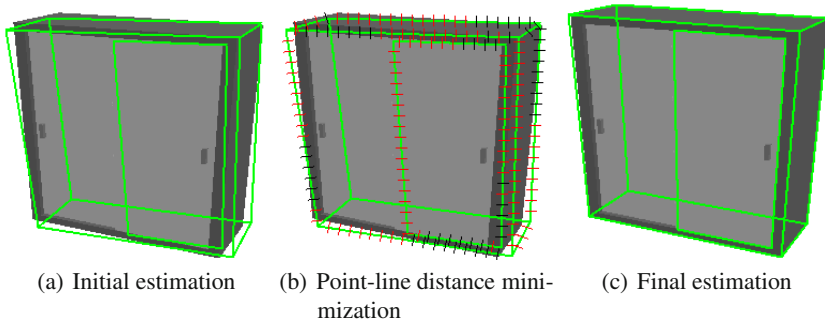 (a) Initial estimation
(b) Point-line distance mini-
mization
(c) Final estimation